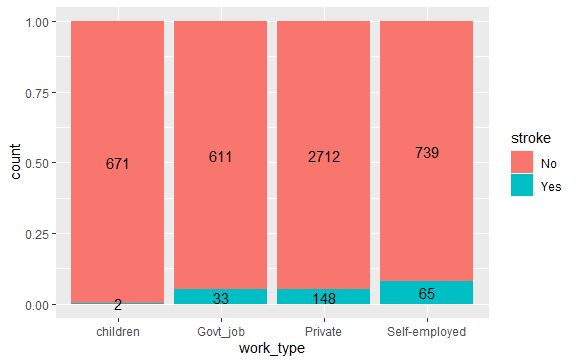 1.00
0.75
0.50
0.25
0.00
count
671
611
2712
739
2
33
148
65
children
Govt_job
Private
Self-employed
work_type
stroke
No
Yes